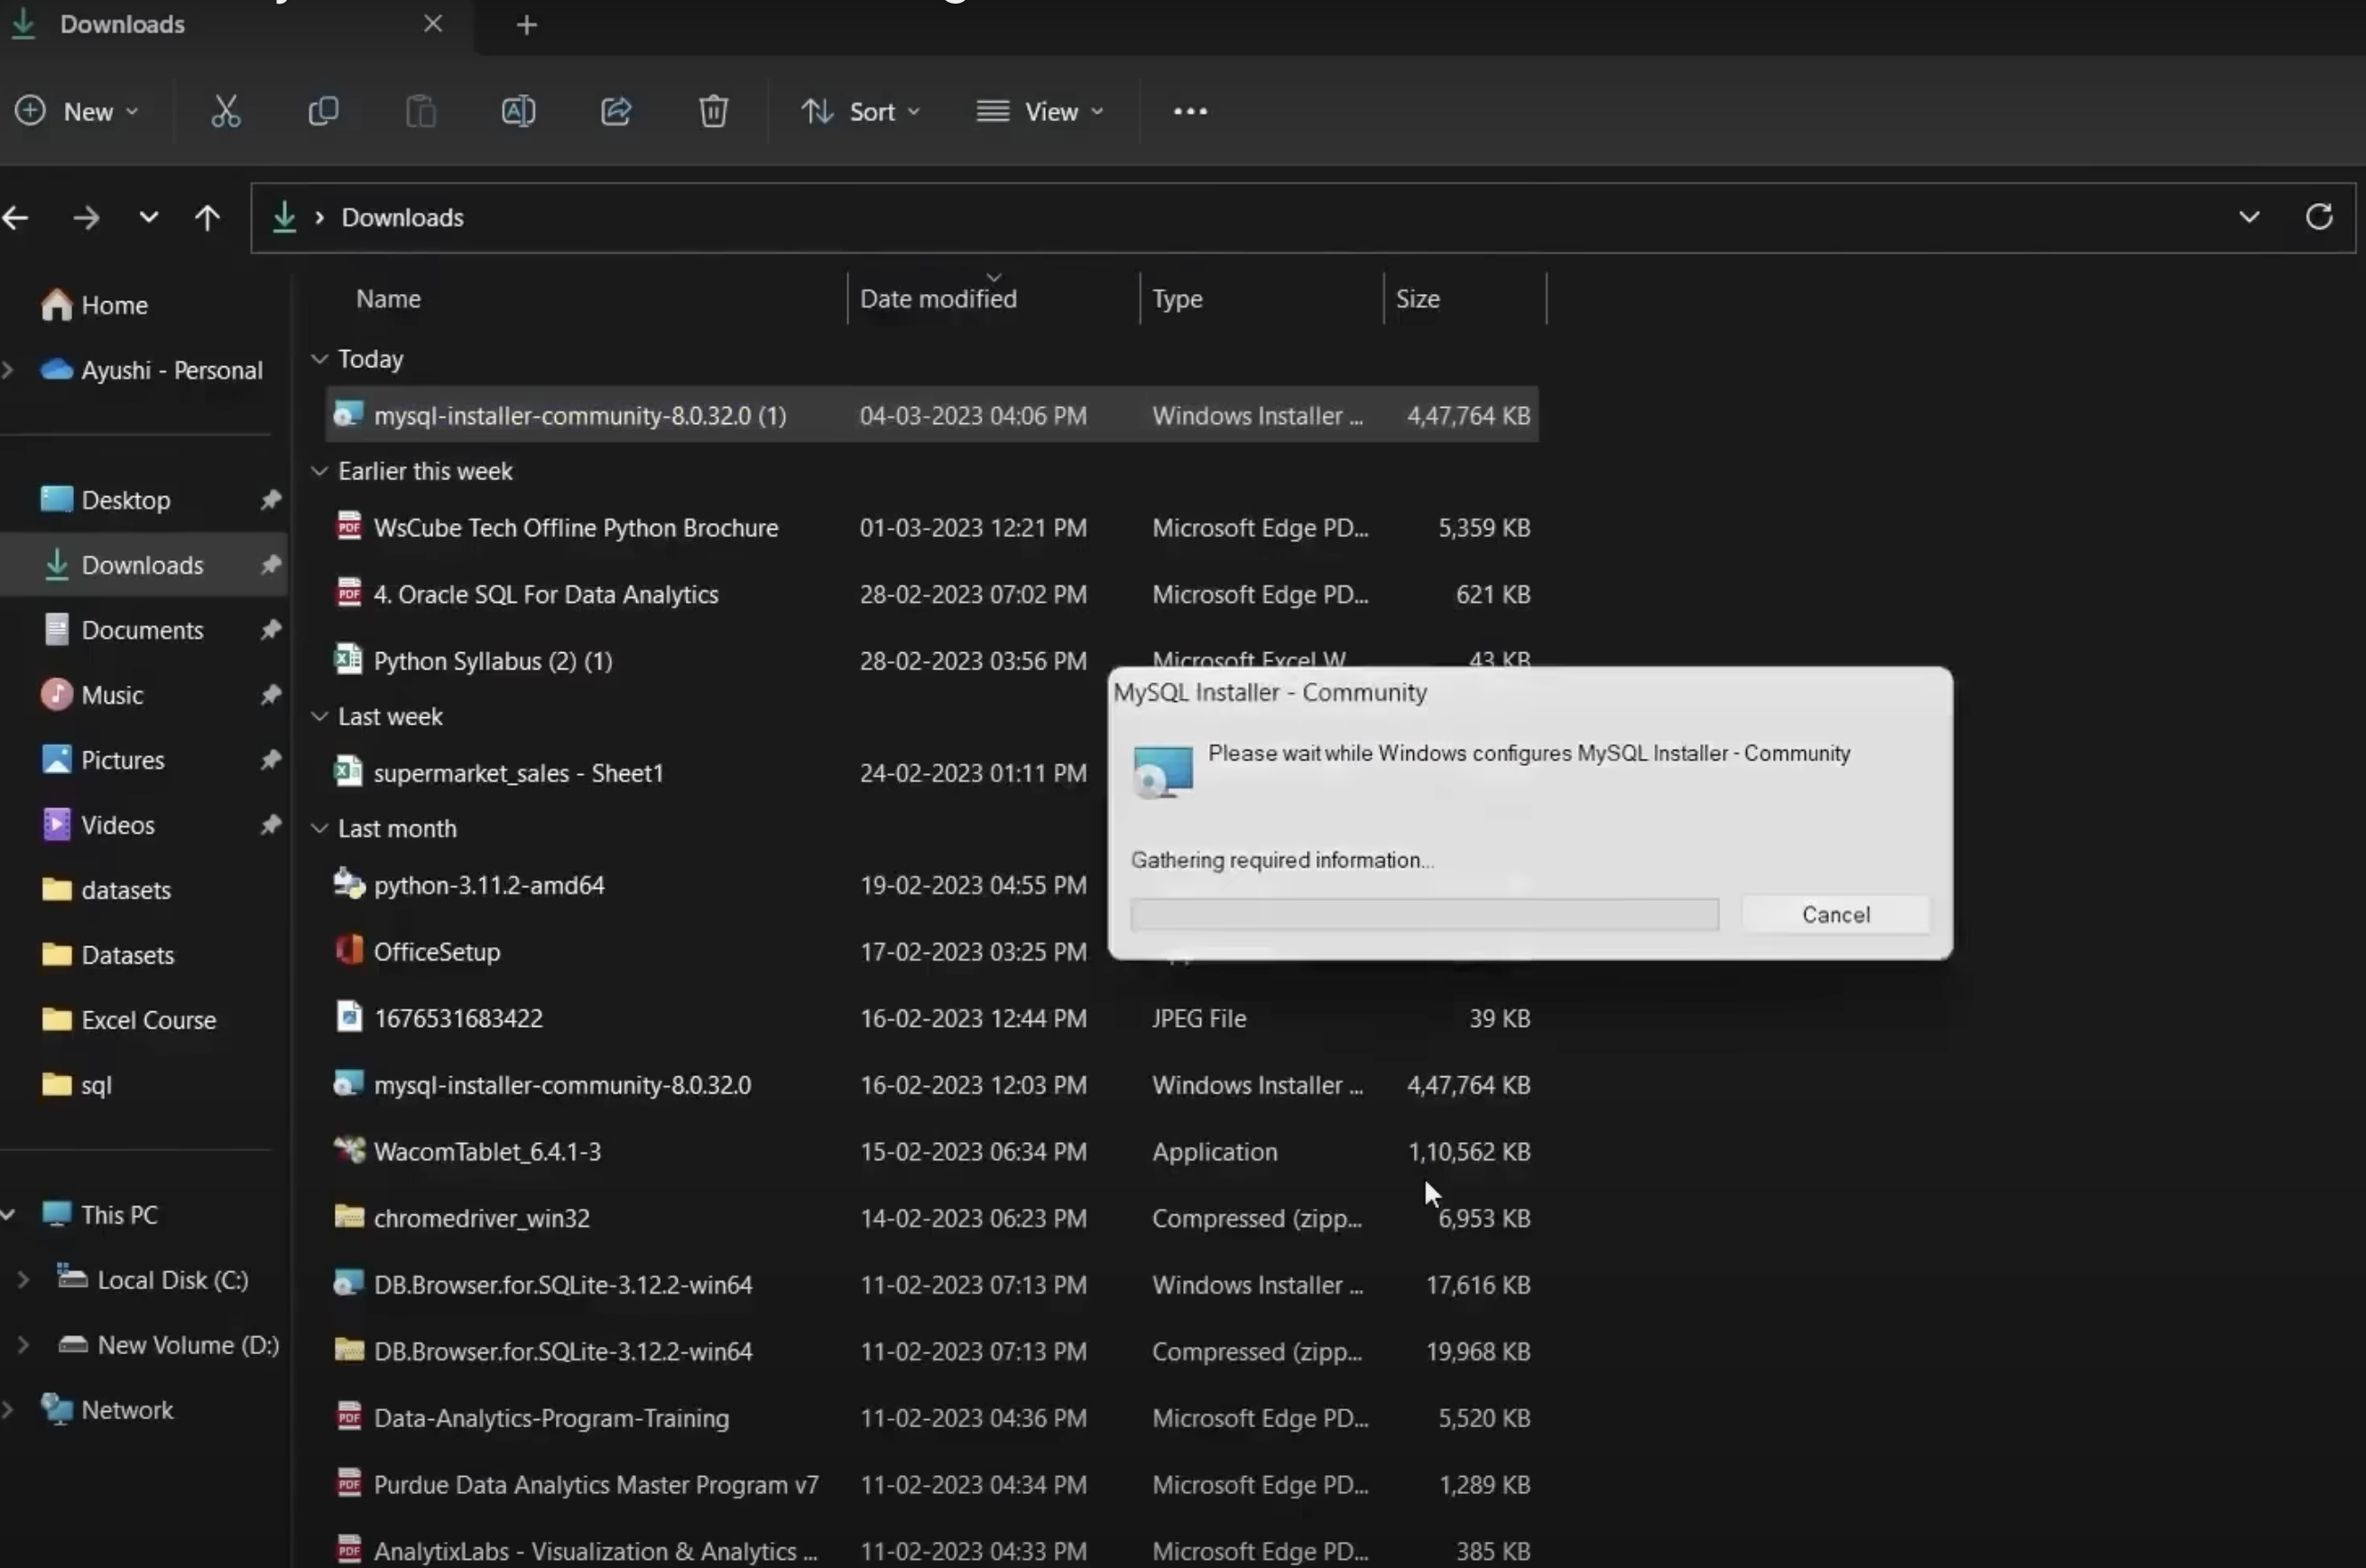 Downloads
New
Sort
View
Downloads
Home
Ayushi - Personal
Desktop
Downloads
Documents
Music
Pictures
Videos
datasets
Datasets
Excel Course
sql
This PC
Local Disk (C:)
New Volume (D:)
Network
Name Date modified Type Size
Today
mysql-installer-community-8.0.32.0 (1) 04-03-2023 04:06 PM Windows Installer ... 4,47,764 KB
Earlier this week
WsCube Tech Offline Python Brochure 01-03-2023 12:21 PM Microsoft Edge PD... 5,359 KB
4. Oracle SQL For Data Analytics 28-02-2023 07:02 PM Microsoft Edge PD... 621 KB
Python Syllabus (2) (1) 28-02-2023 03:56 PM Microsoft Excel W 43 KB
Last week
supermarket_sales - Sheet1 24-02-2023 01:11 PM
Last month
python-3.11.2-amd64 19-02-2023 04:55 PM
OfficeSetup 17-02-2023 03:25 PM
1676531683422 16-02-2023 12:44 PM JPEG File 39 KB
mysql-installer-community-8.0.32.0 16-02-2023 12:03 PM Windows Installer ... 4,47,764 KB
WacomTablet_6.4.1-3 15-02-2023 06:34 PM Application 1,10,562 KB
chromedriver_win32 14-02-2023 06:23 PM Compressed (zipp... 6,953 KB
DB.Browser.for.SQLite-3.12.2-win64 11-02-2023 07:13 PM Windows Installer ... 17,616 KB
DB.Browser.for.SQLite-3.12.2-win64 11-02-2023 07:13 PM Compressed (zipp... 19,968 KB
Data-Analytics-Program-Training 11-02-2023 04:36 PM Microsoft Edge PD... 5,520 KB
Purdue Data Analytics Master Program v7 11-02-2023 04:34 PM Microsoft Edge PD... 1,289 KB
AnalytixLabs - Visualization & Analytics ... 11-02-2023 04:33 PM Microsoft Edge PD... 385 KB
MySQL Installer - Community
Please wait while Windows configures MySQL Installer - Community
Gathering required information...
Cancel